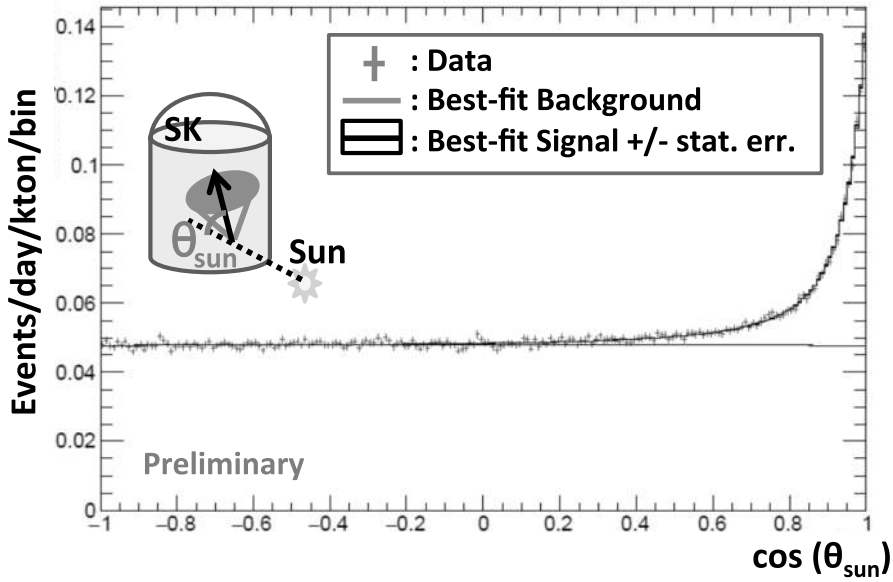 0.14
0.12
0.1
0.08
0.06
0.04
0.02
0
Events/day/kton/bin
: Data
: Best-fit Background
: Best-fit Signal +/- stat. err.
SK
θsun
Sun
Preliminary
−1 −0.8 −0.6 −0.4 −0.2 0 0.2 0.4 0.6 0.8 1
cos (θsun)